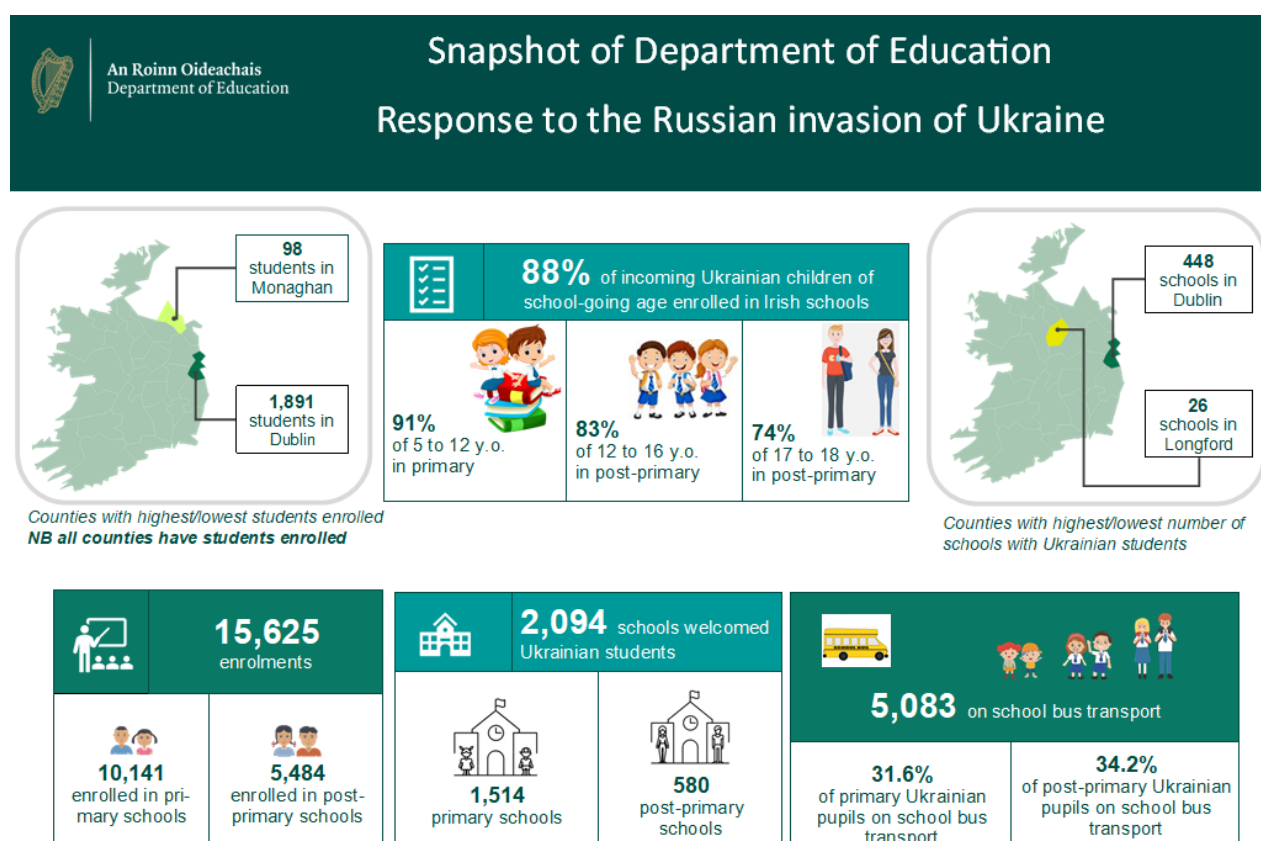 An Roinn Oideachais
Department of Education
Snapshot of Department of Education
Response to the Russian invasion of Ukraine
98
students in
Monaghan
1,891
students in
Dublin
Counties with highest/lowest students enrolled
NB all counties have students enrolled
88% of incoming Ukrainian children of
school-going age enrolled in Irish schools
91%
of 5 to 12 y.o.
in primary
83%
of 12 to 16 y.o.
in post-primary
74%
of 17 to 18 y.o.
in post-primary
448
schools in
Dublin
26
schools in
Longford
Counties with highest/lowest number of
schools with Ukrainian students
15,625
enrolments
10,141
enrolled in pri-
mary schools
5,484
enrolled in post-
primary schools
2,094 schools welcomed
Ukrainian students
1,514
primary schools
580
post-primary
schools
5,083 on school bus transport
31.6%
of primary Ukrainian
pupils on school bus
transport
34.2%
of post-primary Ukrainian
pupils on school bus
transport